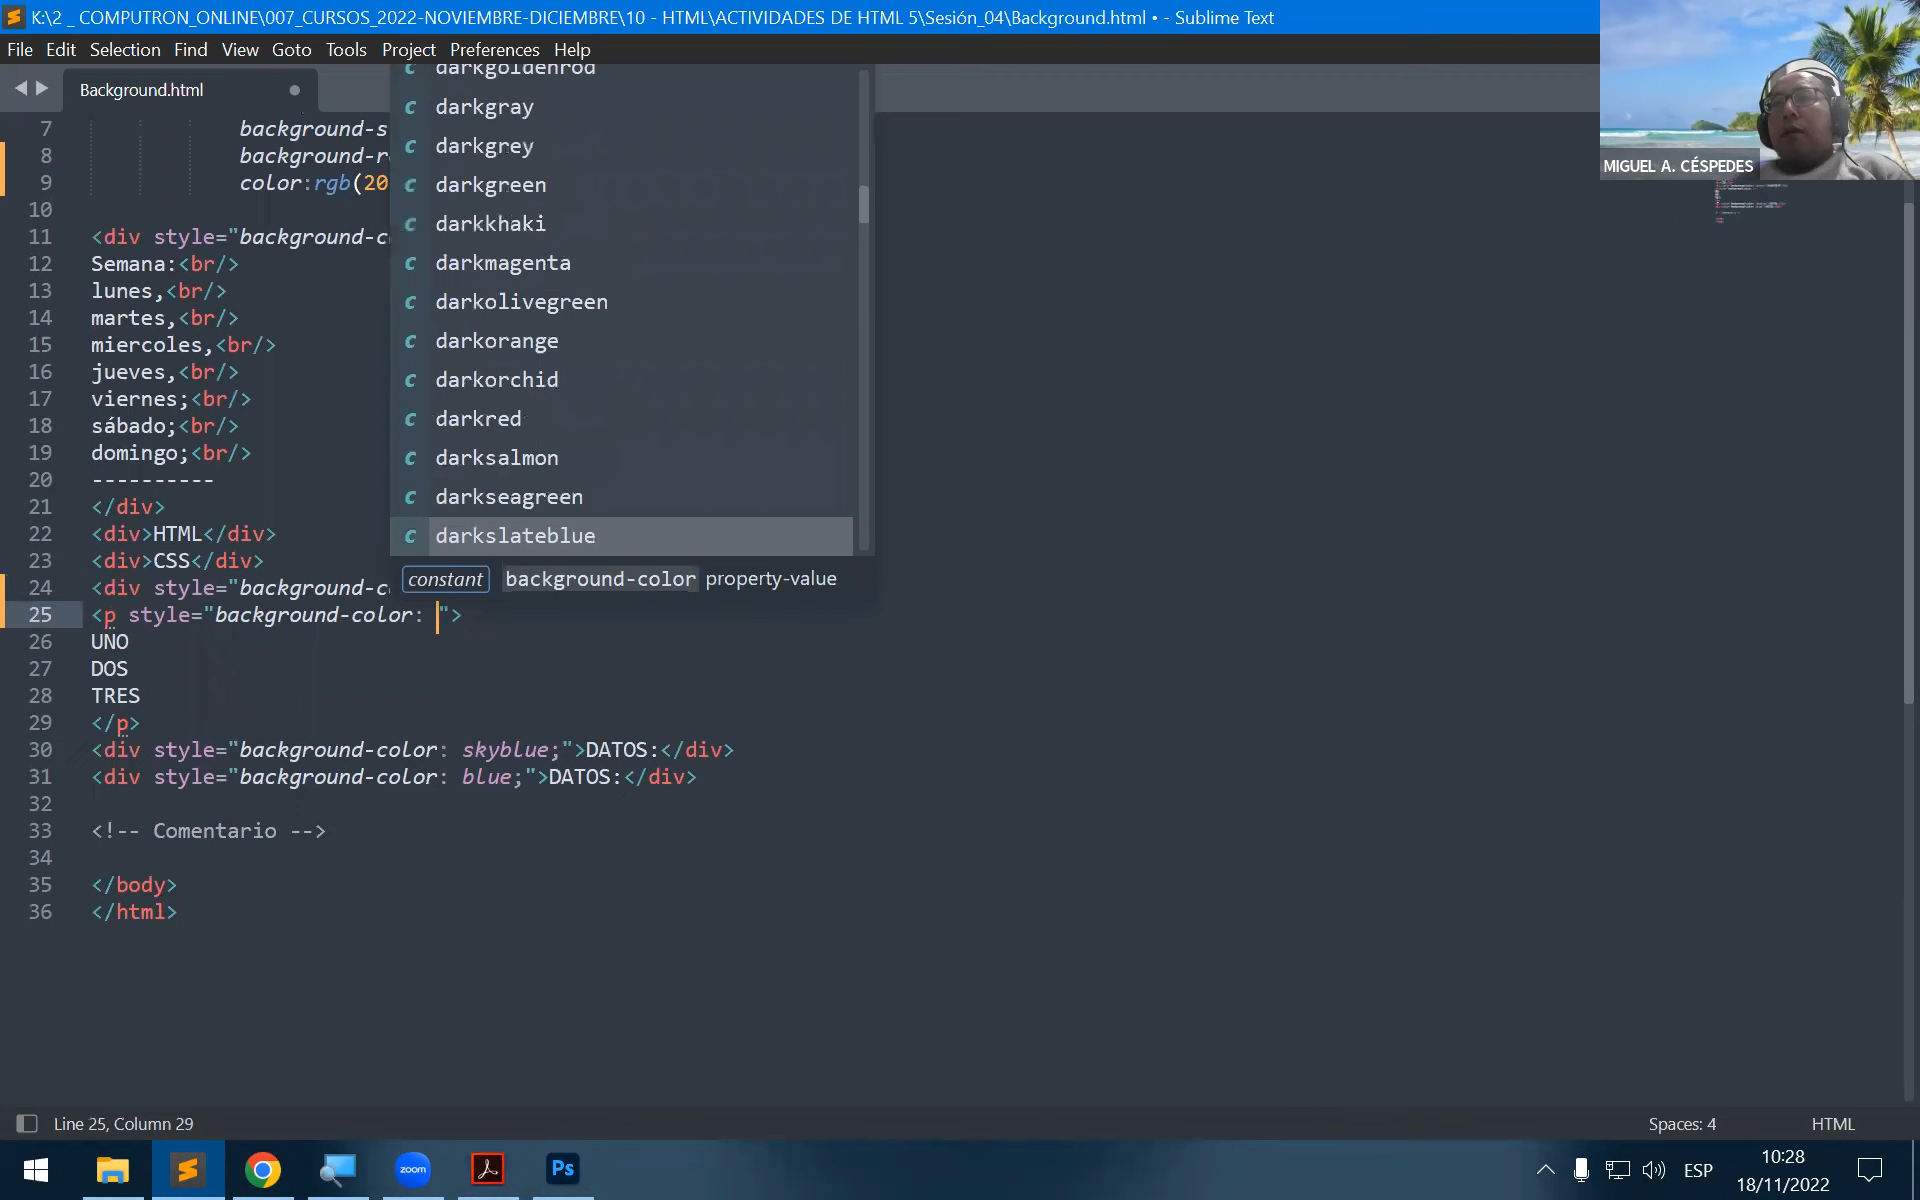 K:\2 _ COMPUTRON_ONLINE\007_CURSOS_2022-NOVIEMBRE-DICIEMBRE\10 - HTML\ACTIVIDADES DE HTML 5\Sesión_04\Background.html • - Sublime Text
File Edit Selection Find View Goto Tools Project Preferences Help
Background.html
MIGUEL A. CÉSPEDES
darkgoldenrod
darkgray
darkgrey
darkgreen
darkkhaki
darkmagenta
darkolivegreen
darkorange
darkorchid
darkred
darksalmon
darkseagreen
darkslateblue
constant background-color property-value
7 background-s
8 background-r
9 color:rgb(20
10
11 <div style="background-c
12 Semana:<br/>
13 lunes,<br/>
14 martes,<br/>
15 miercoles,<br/>
16 jueves,<br/>
17 viernes;<br/>
18 sábado;<br/>
19 domingo;<br/>
20 ----------
21 </div>
22 <div>HTML</div>
23 <div>CSS</div>
24 <div style="background-c
25 <p style="background-color: ">
26 UNO
27 DOS
28 TRES
29 </p>
30 <div style="background-color: skyblue;">DATOS:</div>
31 <div style="background-color: blue;">DATOS:</div>
32
33 <!-- Comentario -->
34
35 </body>
36 </html>
Line 25, Column 29
Spaces: 4
HTML
zoom
Ps
ESP
10:28
18/11/2022